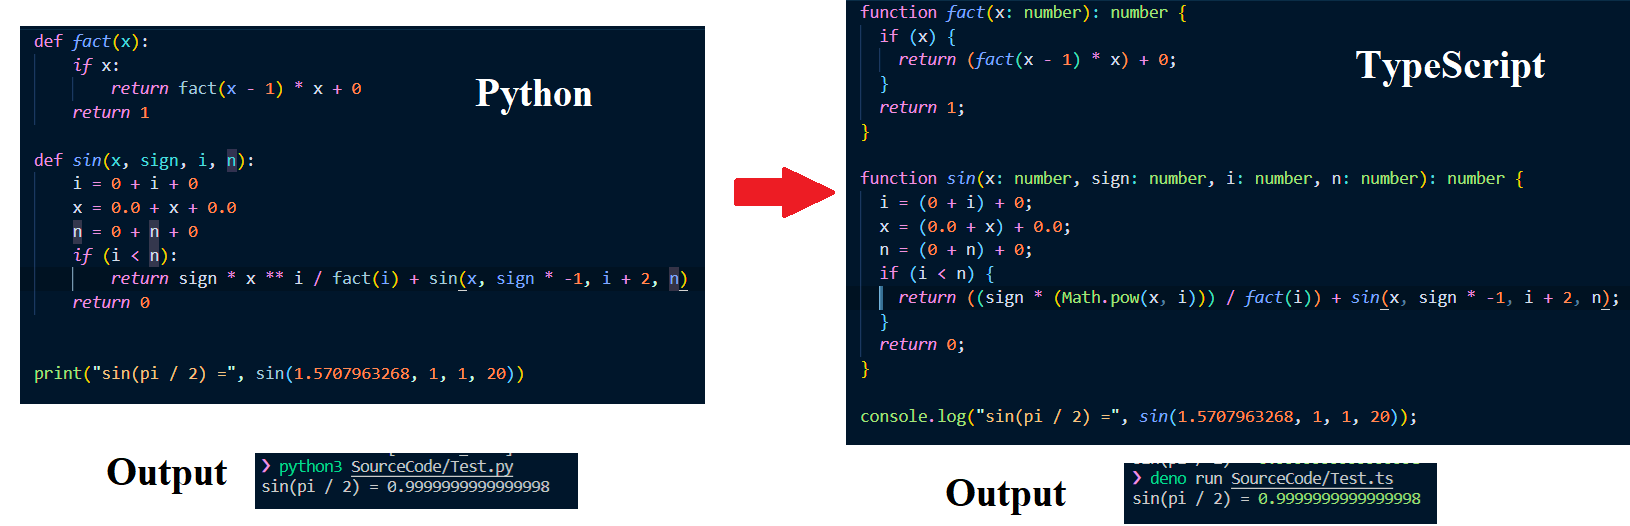 def fact(x):
    if x:
        return fact(x - 1) * x + 0
    return 1
def sin(x, sign, i, n):
    i = 0 + i + 0
    x = 0.0 + x + 0.0
    n = 0 + n + 0
    if (i < n):
        return sign * x ** i / fact(i) + sin(x, sign * -1, i + 2, n)
    return 0
print("sin(pi / 2) =", sin(1.5707963268, 1, 1, 20))
Python
Output
❯ python3 SourceCode/Test.py
sin(pi / 2) = 0.9999999999999998
function fact(x: number): number {
  if (x) {
    return (fact(x - 1) * x) + 0;
  }
  return 1;
}
function sin(x: number, sign: number, i: number, n: number): number {
  i = (0 + i) + 0;
  x = (0.0 + x) + 0.0;
  n = (0 + n) + 0;
  if (i < n) {
    return ((sign * (Math.pow(x, i))) / fact(i)) + sin(x, sign * -1, i + 2, n);
  }
  return 0;
}
console.log("sin(pi / 2) =", sin(1.5707963268, 1, 1, 20));
TypeScript
Output
❯ deno run SourceCode/Test.ts
sin(pi / 2) = 0.9999999999999998